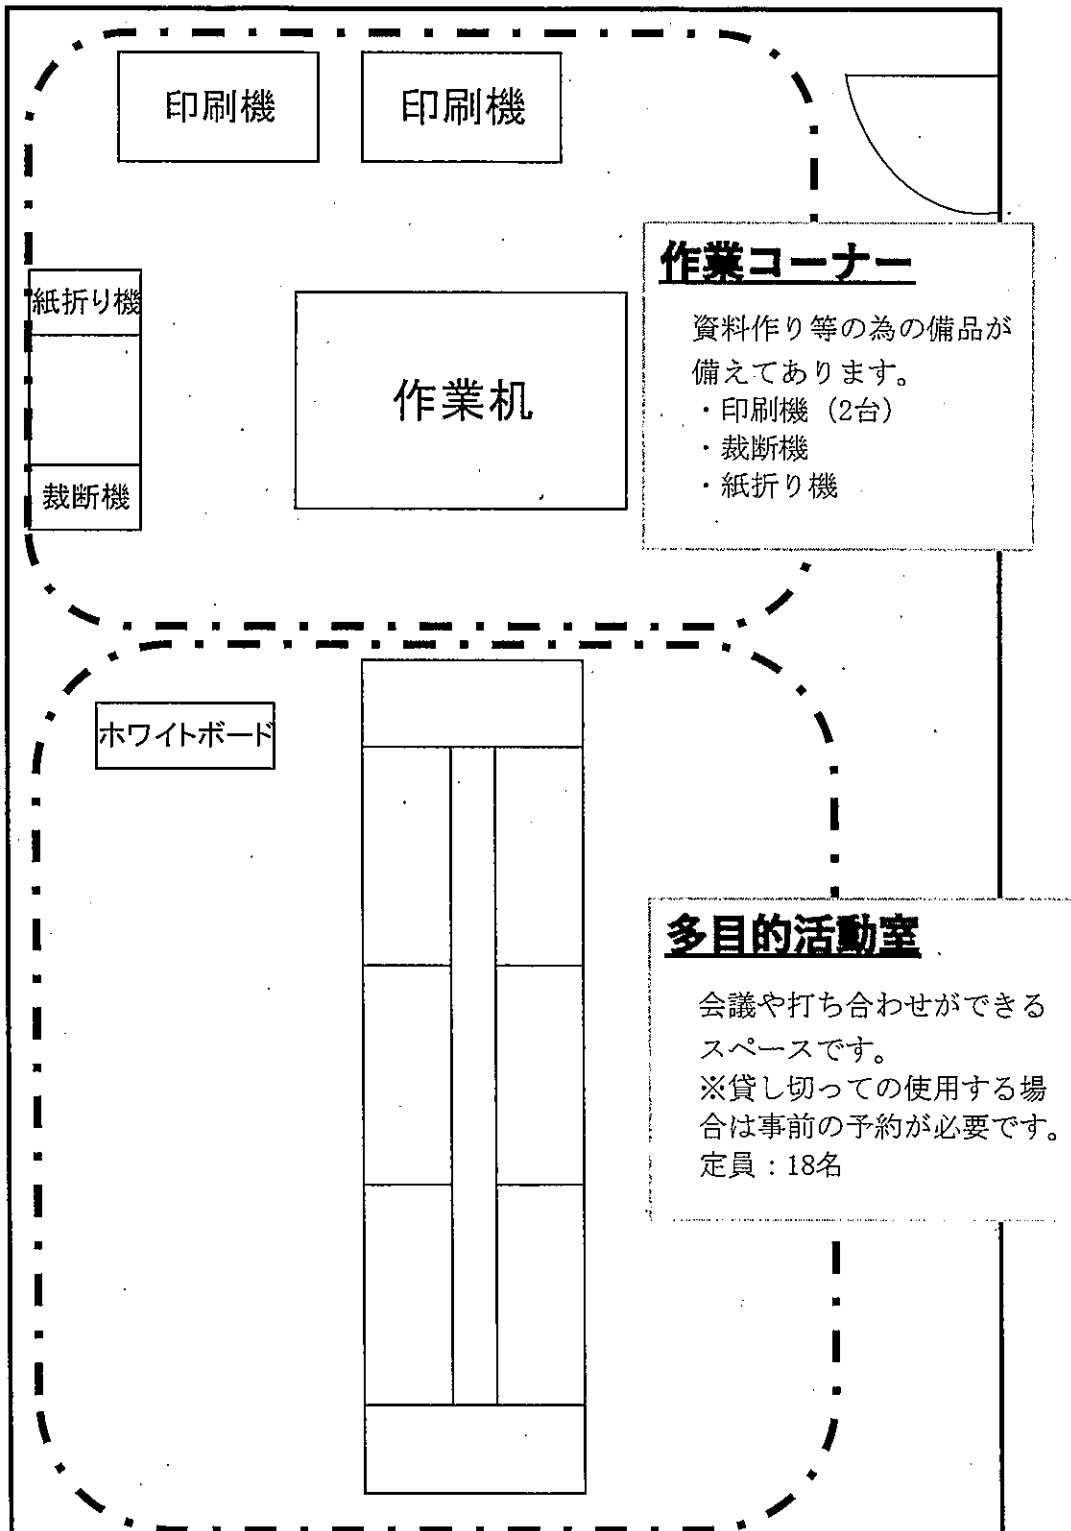 印刷機
印刷機
作業コーナー
資料作り等の為の備品が
備えてあります。
・印刷機（2台）
・裁断機
・紙折り機
紙折り機
作業机
裁断機
ホワイトボード
多目的活動室
会議や打ち合わせができる
スペースです。
※貸し切っての使用する場
合は事前の予約が必要です。
定員：18名